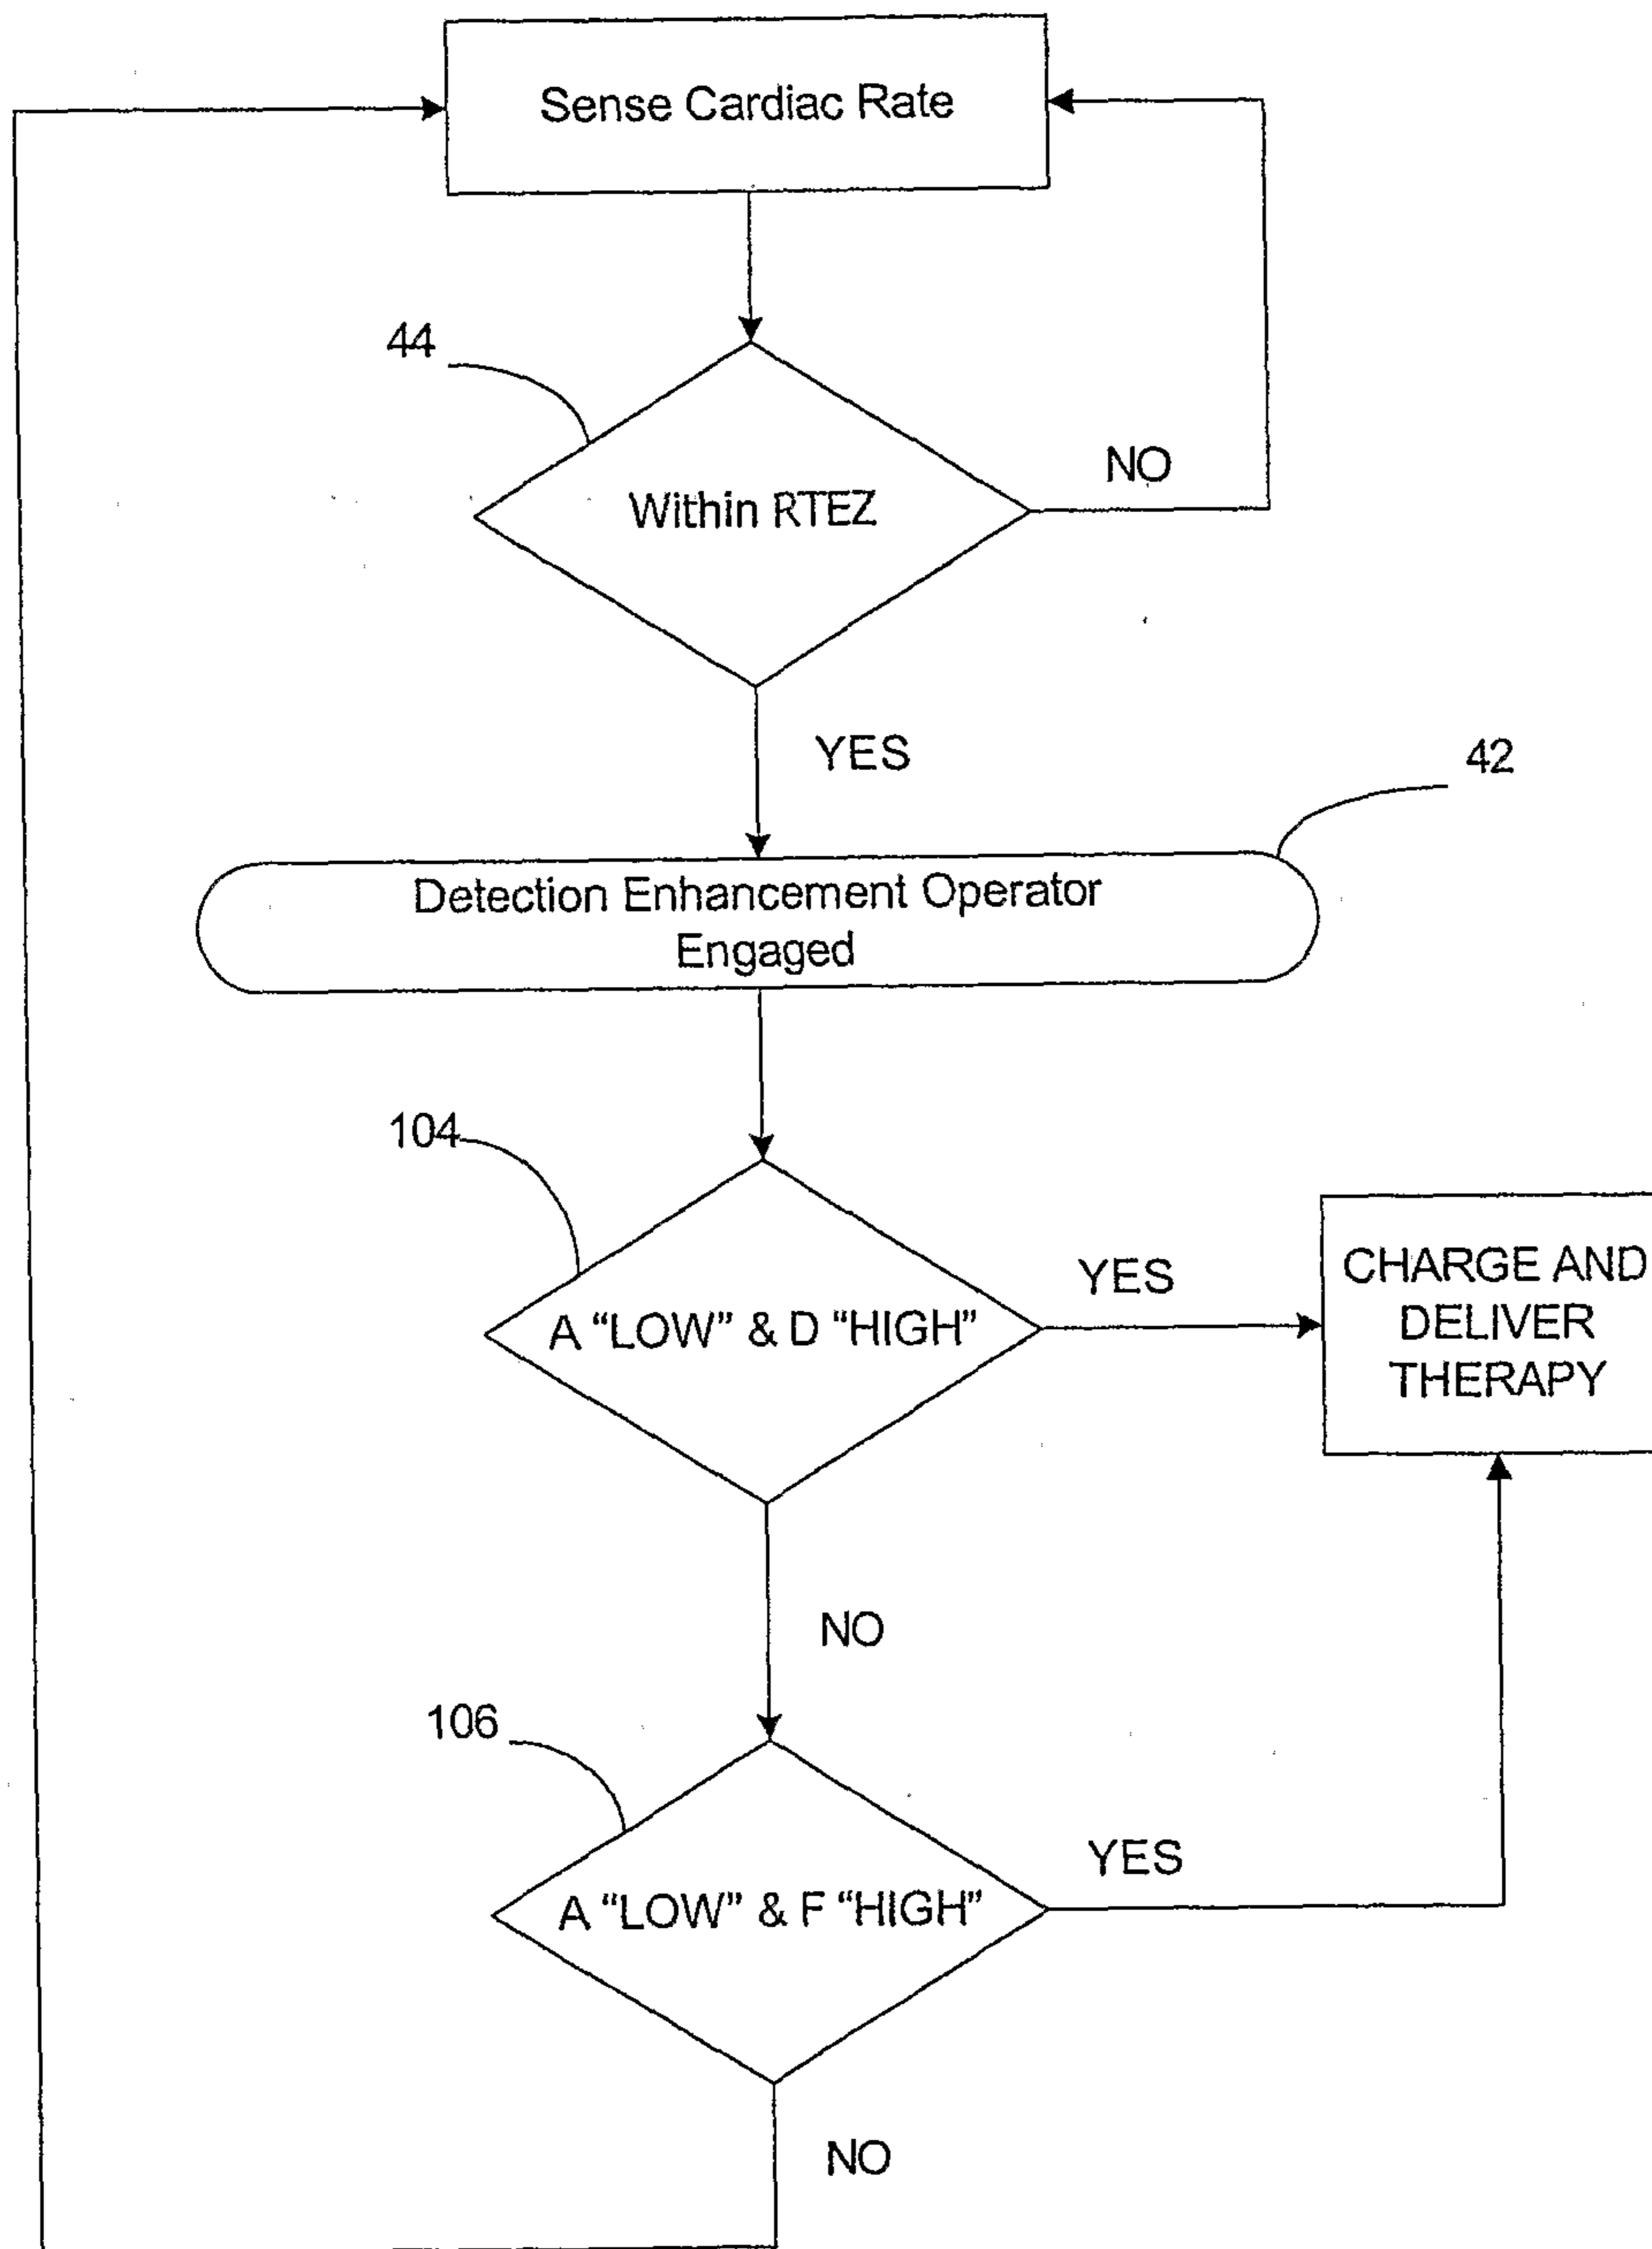 Sense Cardiac Rate
44
Within RTEZ
NO
YES
42
Detection Enhancement Operator
Engaged
104
A “LOW” & D “HIGH”
YES
CHARGE AND
DELIVER
THERAPY
NO
106
A “LOW” & F “HIGH”
YES
NO